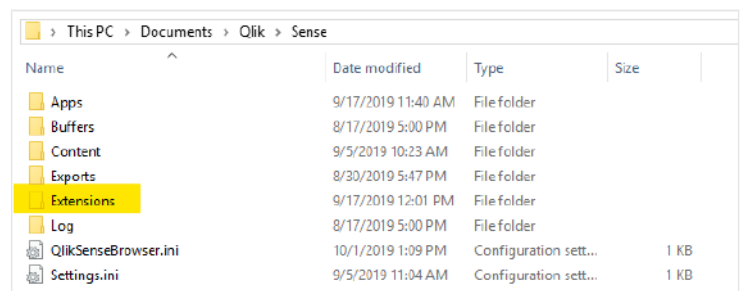 This PC > Documents > Qlik > Sense
Name Date modified Type Size
Apps 9/17/2019 11:40 AM File folder
Buffers 8/17/2019 5:00 PM File folder
Content 9/5/2019 10:23 AM File folder
Exports 8/30/2019 5:47 PM File folder
Extensions 9/17/2019 12:01 PM File folder
Log 8/17/2019 5:00 PM File folder
QlikSenseBrowser.ini 10/1/2019 1:09 PM Configuration sett... 1 KB
Settings.ini 9/5/2019 11:04 AM Configuration sett... 1 KB